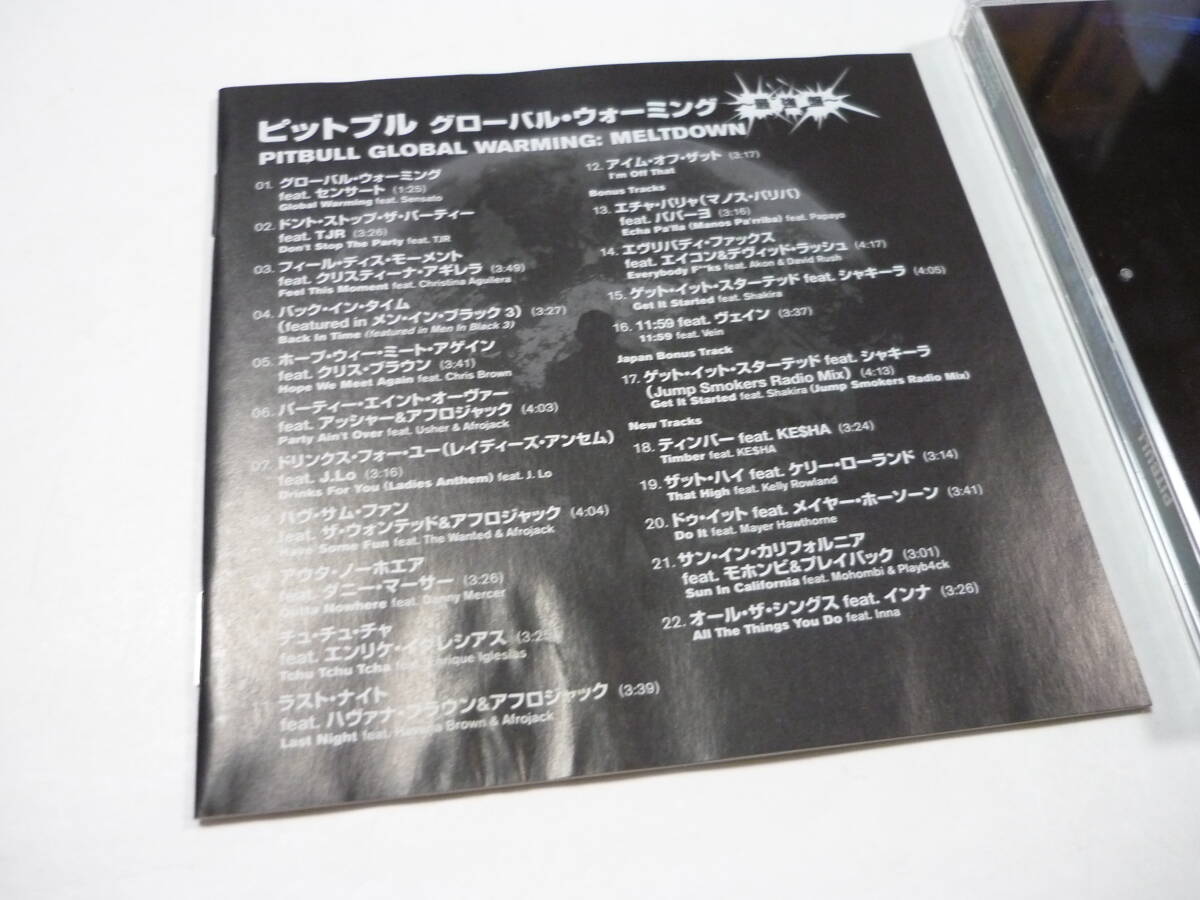 ピットブル グローバル・ウォーミング ～最強盤～
PITBULL GLOBAL WARMING: MELTDOWN
01. グローバル・ウォーミング
feat. センサート (1:25)
Global Warming feat. Sensato
02. ドント・ストップ・ザ・パーティー
feat. TJR (3:26)
Don't Stop The Party feat. TJR
03. フィール・ディス・モーメント
feat. クリスティーナ・アギレラ (3:49)
Feel This Moment feat. Christina Aguilera
04. バック・イン・タイム
(featured in メン・イン・ブラック 3) (3:27)
Back In Time (featured in Men In Black 3)
05. ホープ・ウィー・ミート・アゲイン
feat. クリス・ブラウン (3:41)
Hope We Meet Again feat. Chris Brown
06. パーティー・エイント・オーヴァー
feat. アッシャー&アフロジャック (4:03)
Party Ain't Over feat. Usher & Afrojack
07. ドリンクス・フォー・ユー(レイディーズ・アンセム)
feat. J.Lo (3:16)
Drinks For You (Ladies Anthem) feat. J. Lo
ハヴ・サム・ファン
feat. ザ・ウォンテッド&アフロジャック (4:04)
Have Some Fun feat. The Wanted & Afrojack
アウタ・ノーホエア
feat. ダニー・マーサー (3:26)
Outta Nowhere feat. Danny Mercer
チュ・チュ・チャ
feat. エンリケ・イグレシアス (3:25)
Tchu Tchu Tcha feat. Enrique Iglesias
ラスト・ナイト
feat. ハヴァナ・ブラウン&アフロジャック (3:39)
Last Night feat. Havana Brown & Afrojack
12. アイム・オフ・ザット (3:17)
I'm Off That
Bonus Tracks
13. エチャ・パリャ(マノス・パリバ)
feat. パパーヨ (3:16)
Echa Pa'lla (Manos Pa'rriba) feat. Papayo
14. エヴリバディ・ファックス
feat. エイコン&デヴィッド・ラッシュ (4:17)
Everybody F**ks feat. Akon & David Rush
15. ゲット・イット・スターテッド feat. シャキーラ (4:05)
Get It Started feat. Shakira
16. 11:59 feat. ヴェイン (3:37)
11:59 feat. Vein
Japan Bonus Track
17. ゲット・イット・スターテッド feat. シャキーラ
(Jump Smokers Radio Mix) (4:13)
Get It Started feat. Shakira (Jump Smokers Radio Mix)
New Tracks
18. ティンバー feat. KE$HA (3:24)
Timber feat. KE$HA
19. ザット・ハイ feat. ケリー・ローランド (3:14)
That High feat. Kelly Rowland
20. ドゥ・イット feat. メイヤー・ホーソーン (3:41)
Do It feat. Mayer Hawthorne
21. サン・イン・カリフォルニア
feat. モホンビ&プレイバック (3:01)
Sun In California feat. Mohombi & Playb4ck
22. オール・ザ・シングス feat. インナ (3:26)
All The Things You Do feat. Inna
PITBULL